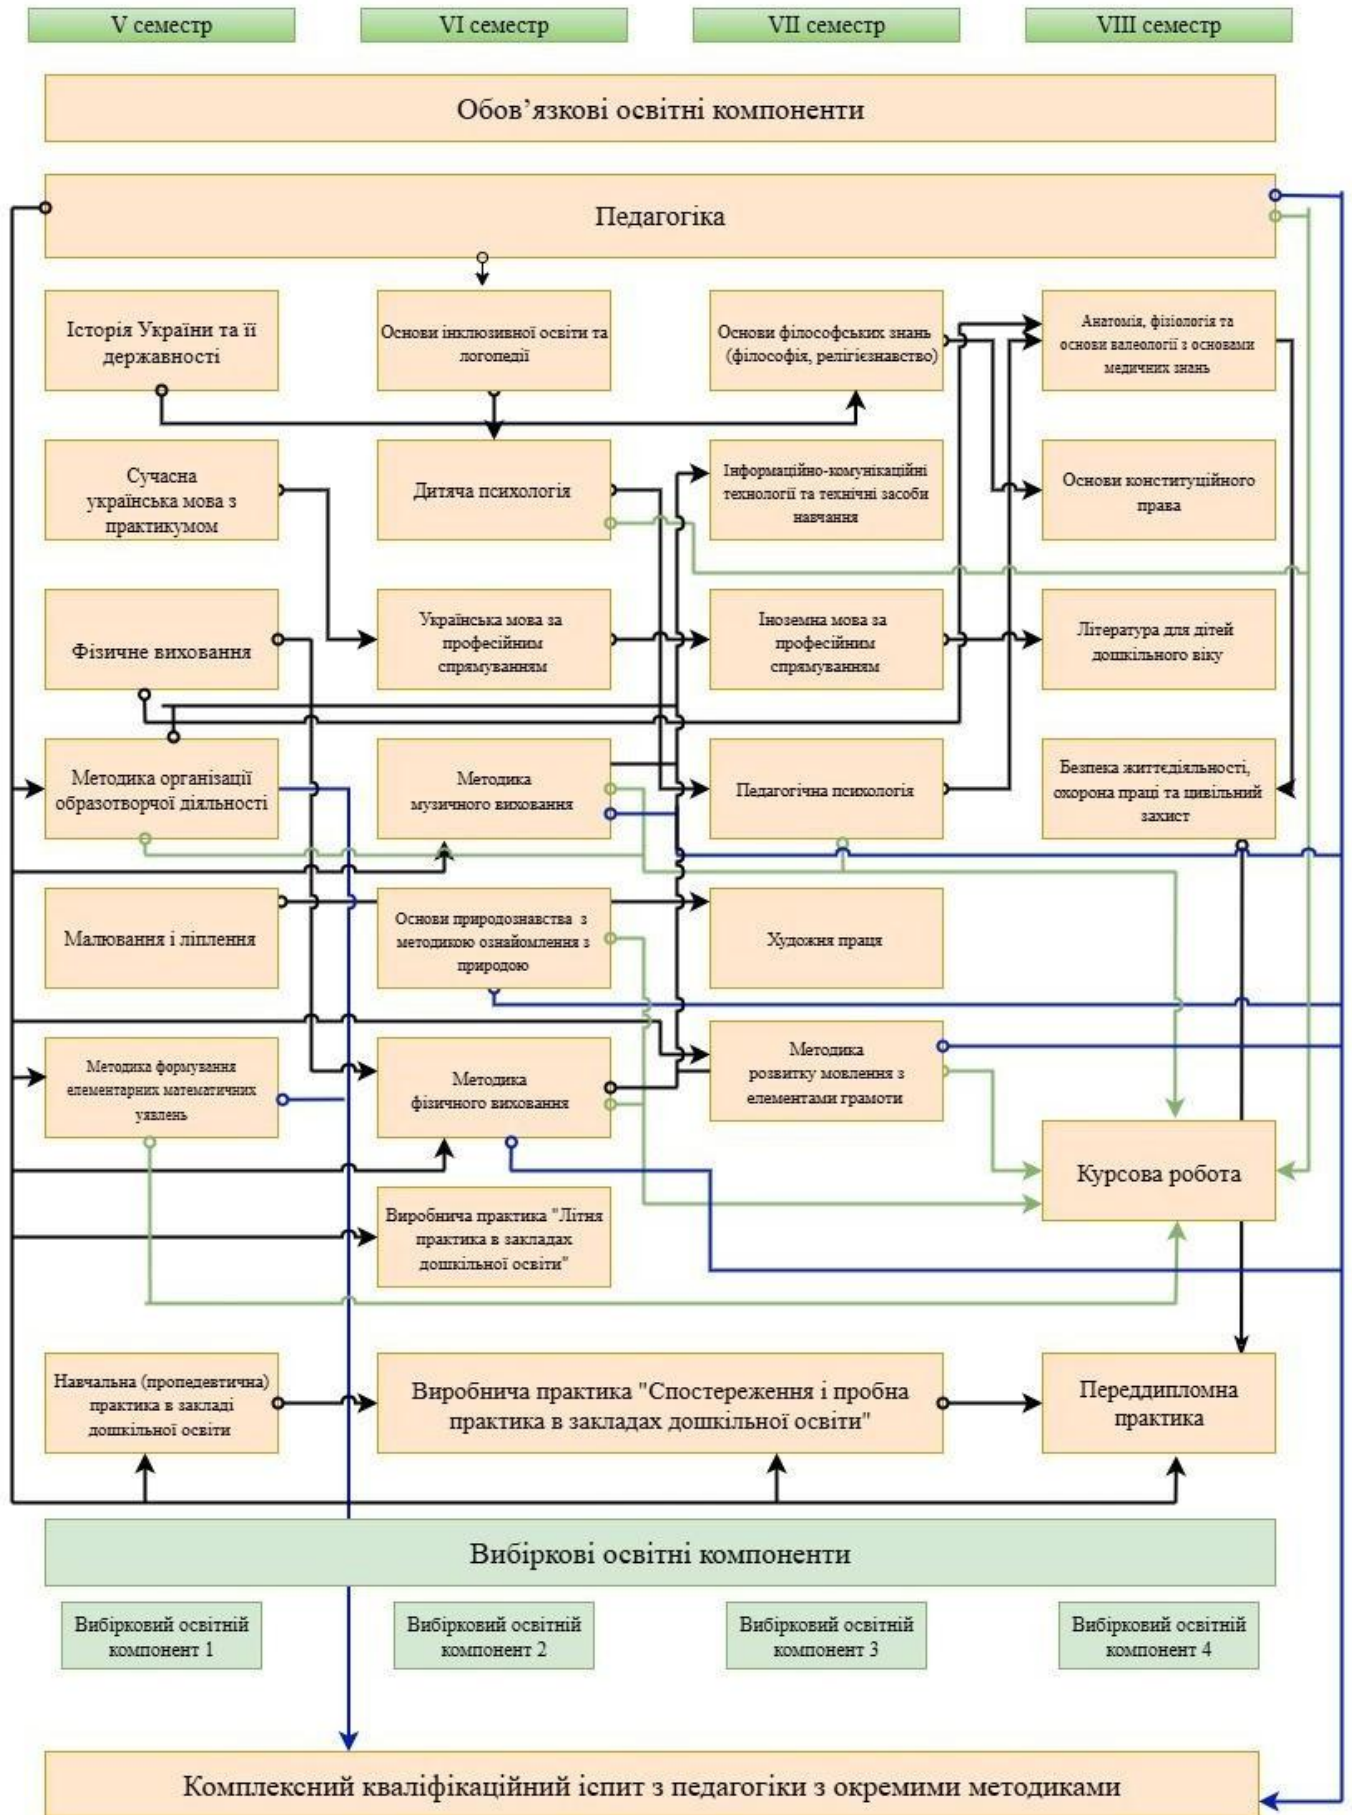 V семестр
VI семестр
VII семестр
VIII семестр
Обов’язкові освітні компоненти
Педагогіка
Історія України та її
державності
Основи інклюзивної освіти та
логопедії
Основи філософських знань
(філософія, релігієзнавство)
Анатомія, фізіологія та
основи валеології з основами
медичних знань
Сучасна
українська мова з
практикумом
Дитяча психологія
Інформаційно-комунікаційні
технології та технічні засоби
навчання
Основи конституційного
права
Фізичне виховання
Українська мова за
професійним
спрямуванням
Іноземна мова за
професійним
спрямуванням
Література для дітей
дошкільного віку
Методика організації
образотворчої діяльності
Методика
музичного виховання
Педагогічна психологія
Безпека життєдіяльності,
охорона праці та цивільний
захист
Малювання і ліплення
Основи природознавства з
методикою ознайомлення з
природою
Художня праця
Методика формування
елементарних математичних
уявлень
Методика
фізичного виховання
Методика
розвитку мовлення з
елементами грамоти
Курсова робота
Виробнича практика "Літня
практика в закладах
дошкільної освіти"
Навчальна (пропедевтична)
практика в закладі
дошкільної освіти
Виробнича практика "Спостереження і пробна
практика в закладах дошкільної освіти"
Переддипломна
практика
Вибіркові освітні компоненти
Вибірковий освітній
компонент 1
Вибірковий освітній
компонент 2
Вибірковий освітній
компонент 3
Вибірковий освітній
компонент 4
Комплексний кваліфікаційний іспит з педагогіки з окремими методиками